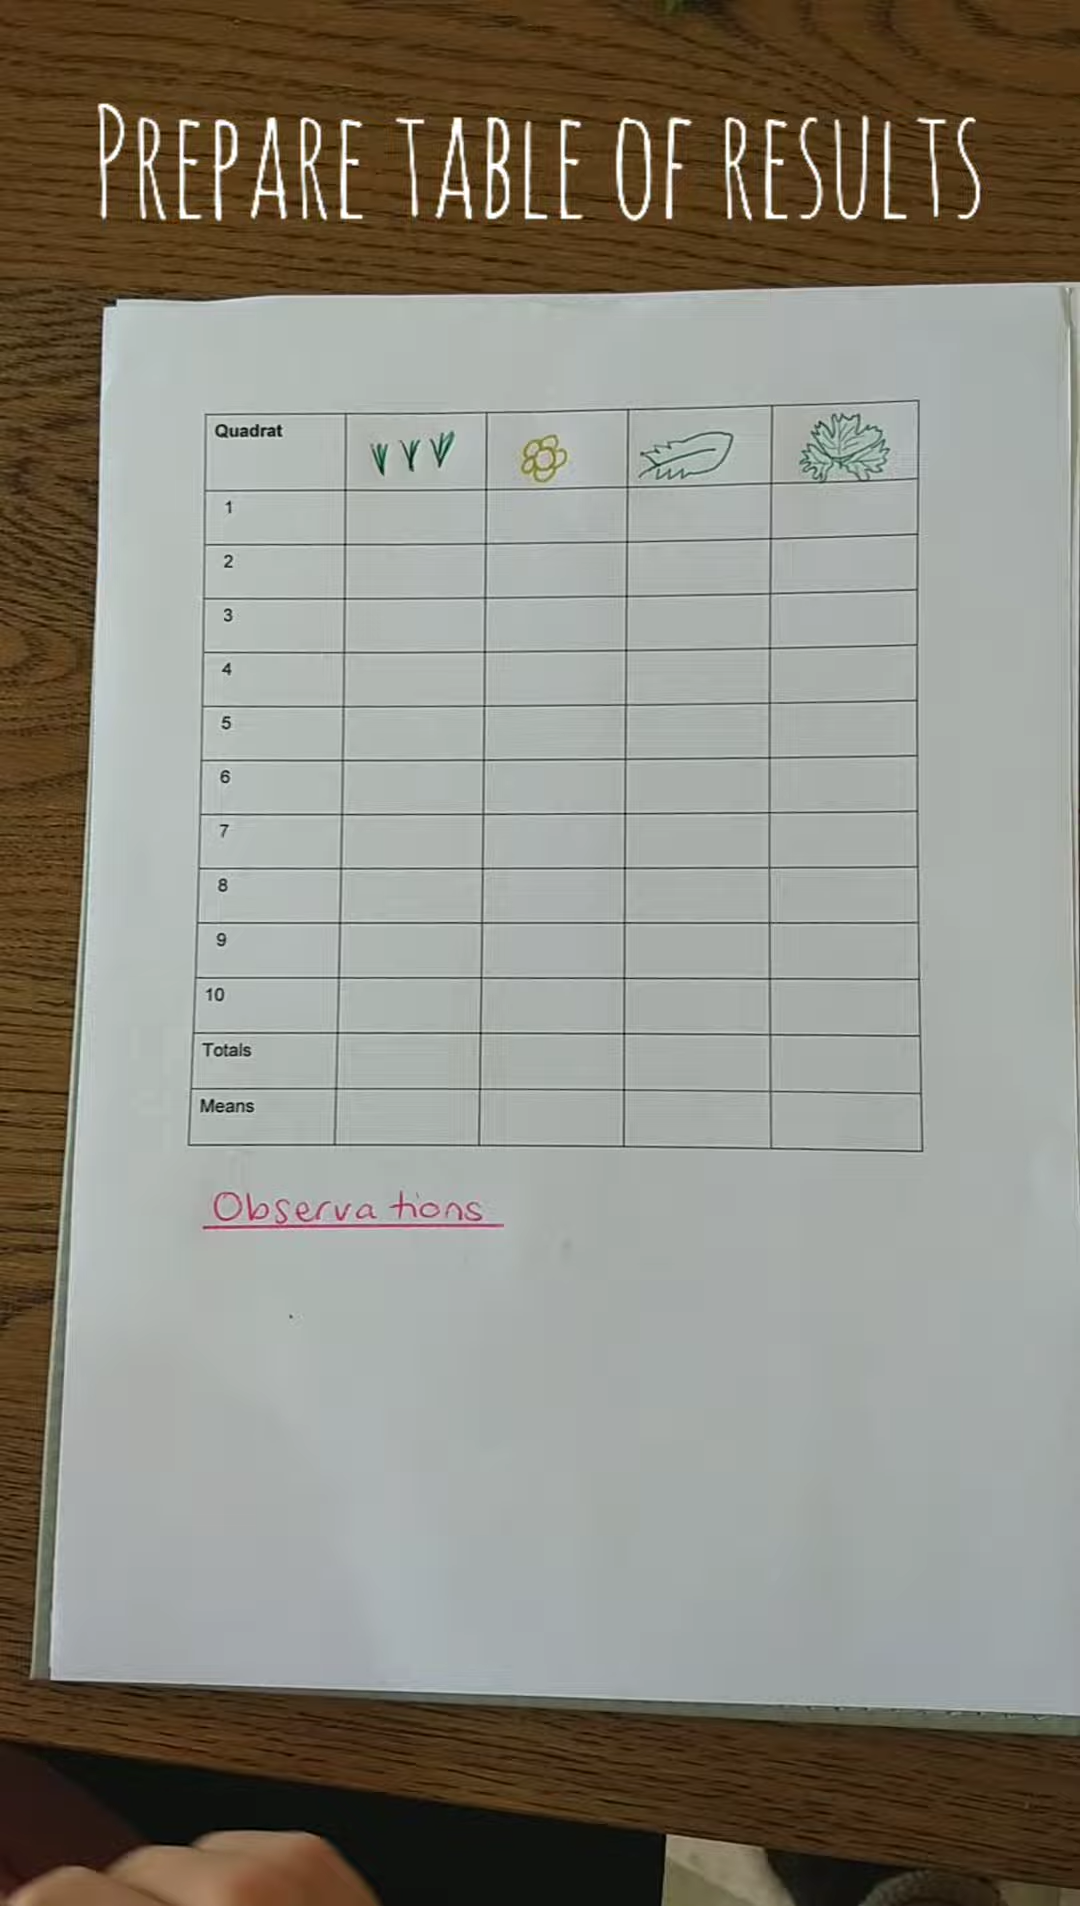 PREPARE TABLE OF RESULTS
Quadrat
1
2
3
4
5
6
7
8
9
10
Totals
Means
Observations